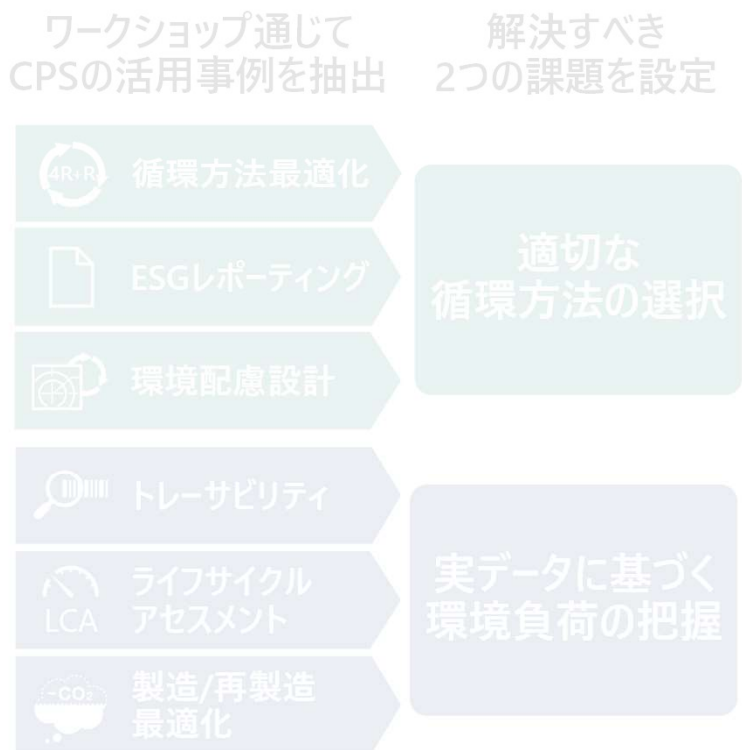 ワークショップ通じて
CPSの活用事例を抽出
解決すべき
2つの課題を設定
4R+R
循環方法最適化
ESGレポーティング
環境配慮設計
適切な
循環方法の選択
トレーサビリティ
LCA
ライフサイクル
アセスメント
-CO₂
製造/再製造
最適化
実データに基づく
環境負荷の把握